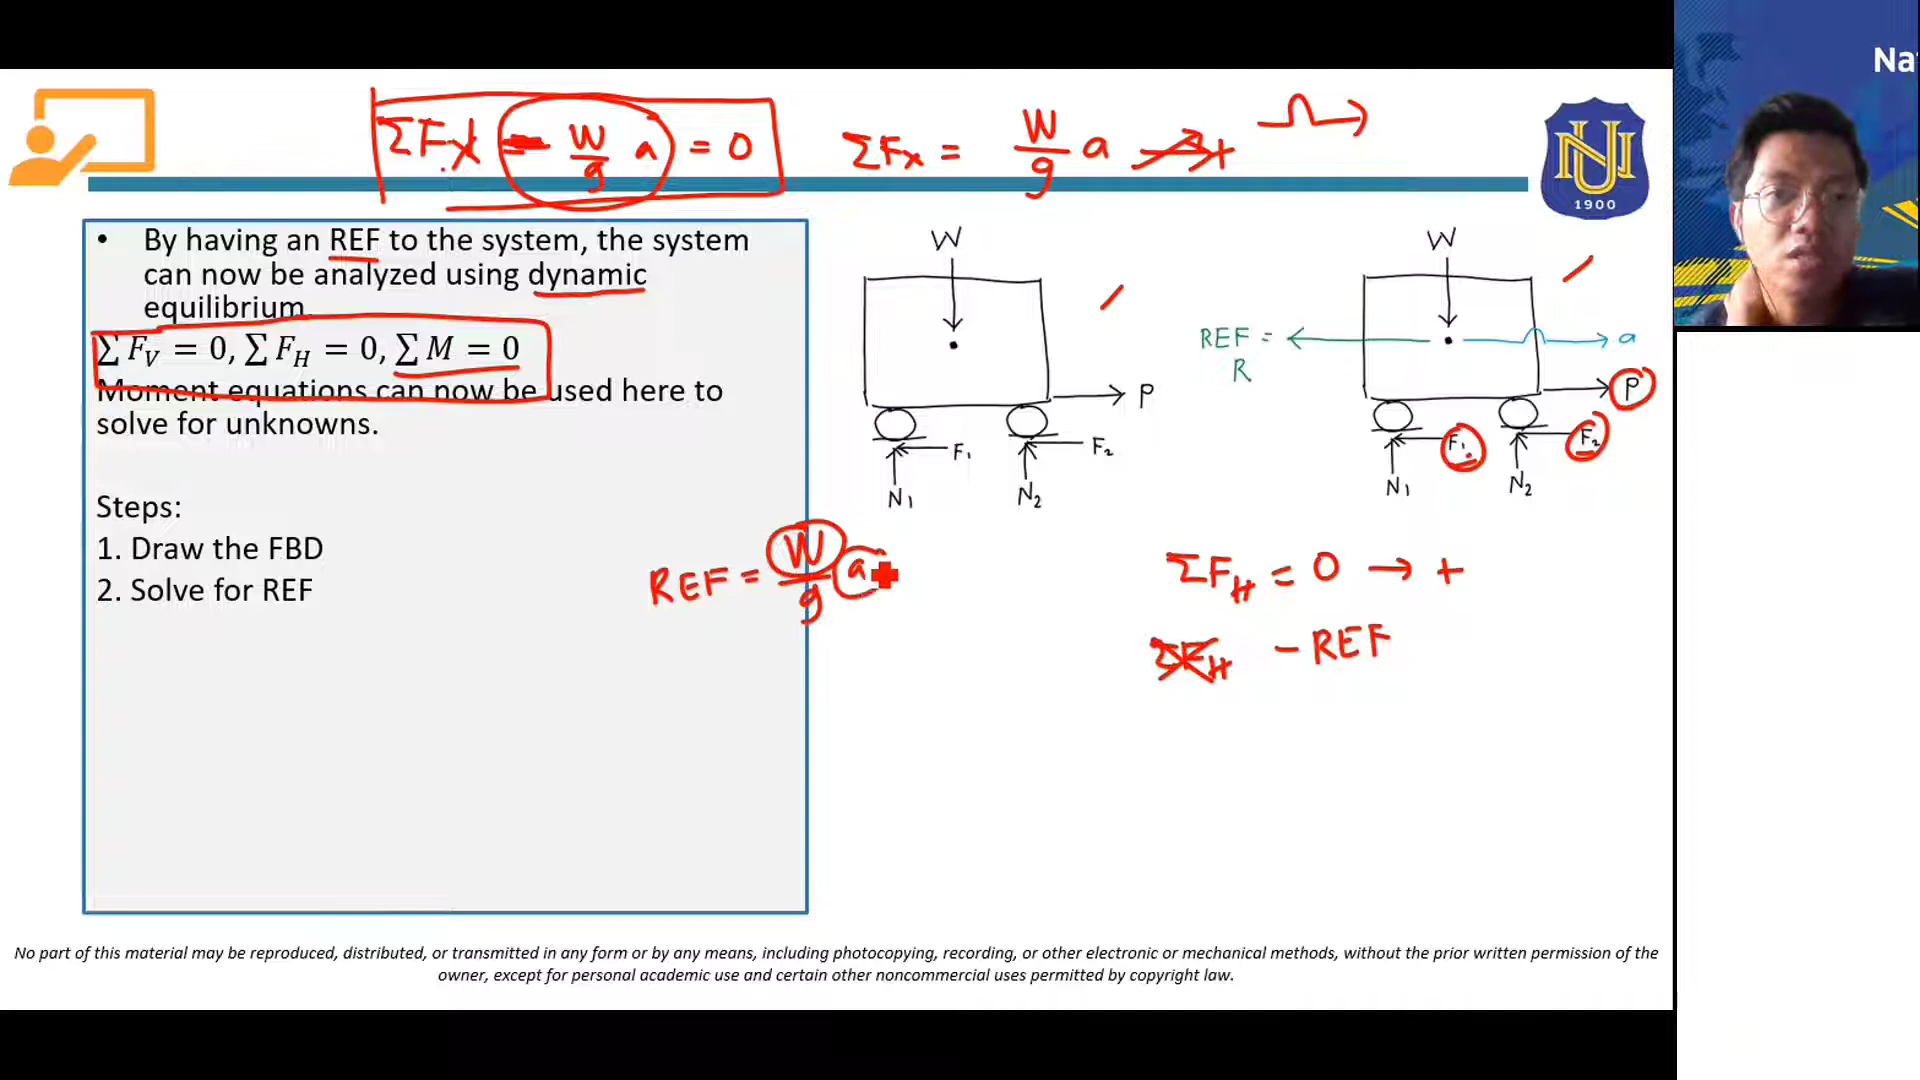 Na
ΣFx - W/g a = 0
ΣFx = W/g a → +
1900
• By having an REF to the system, the system
can now be analyzed using dynamic
equilibrium.
∑ F_V = 0, ∑ F_H = 0, ∑ M = 0
Moment equations can now be used here to
solve for unknowns.
Steps:
1. Draw the FBD
2. Solve for REF
W
P
F₁
F₂
N₁
N₂
W
REF =
R
a
P
F₁
F₂
N₁
N₂
REF = W/g a
ΣF_H = 0 → +
ΣF_H - REF
No part of this material may be reproduced, distributed, or transmitted in any form or by any means, including photocopying, recording, or other electronic or mechanical methods, without the prior written permission of the
owner, except for personal academic use and certain other noncommercial uses permitted by copyright law.